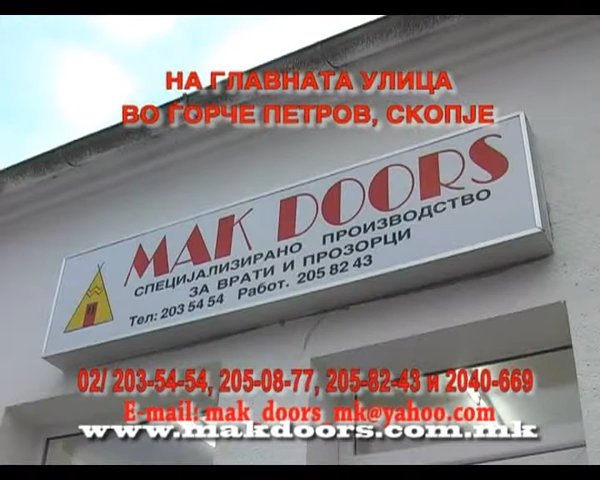 НА ГЛАВНАТА УЛИЦА
ВО ЃОРЧЕ ПЕТРОВ, СКОПЈЕ
MAK DOORS
СПЕЦИЈАЛИЗИРАНО ПРОИЗВОДСТВО
ЗА ВРАТИ И ПРОЗОРЦИ
Тел: 203 54 54 Работ. 205 82 43
02/ 203-54-54, 205-08-77, 205-82-43 и 2040-669
E-mail: mak_doors_mk@yahoo.com
www.makdoors.com.mk